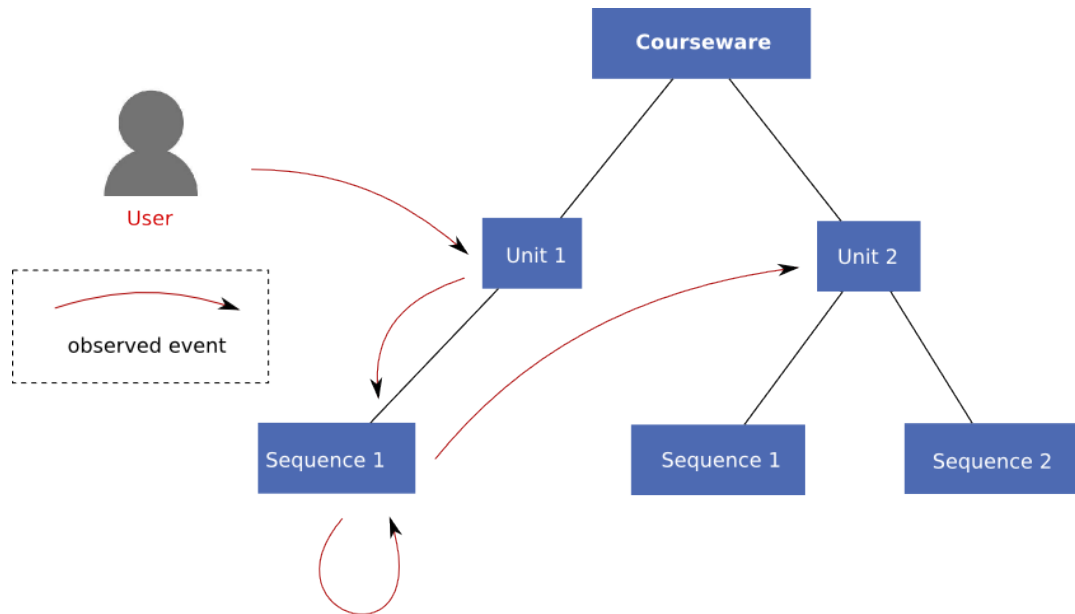 Courseware
User
Unit 1
Unit 2
observed event
Sequence 1
Sequence 1
Sequence 2